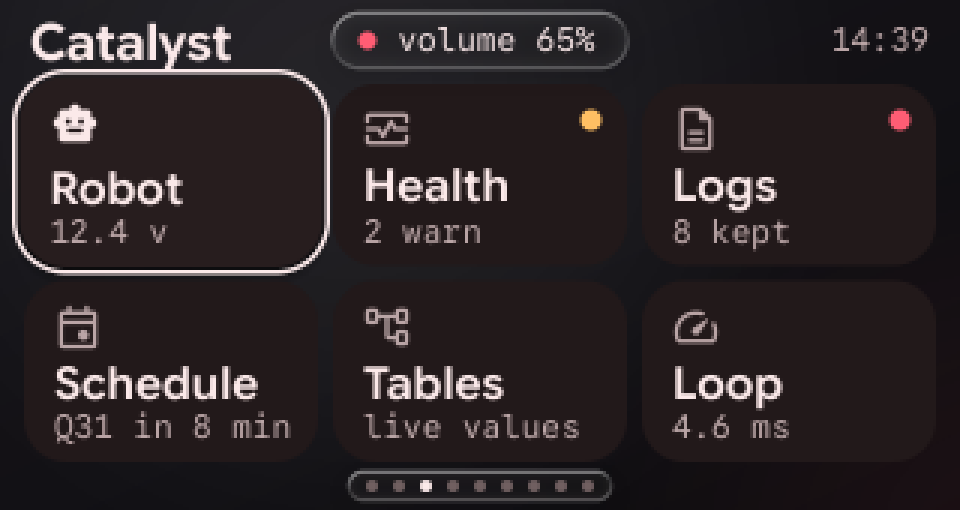 Catalyst
volume 65%
14:39
Robot
12.4 v
Health
2 warn
Logs
8 kept
Schedule
Q31 in 8 min
Tables
live values
Loop
4.6 ms